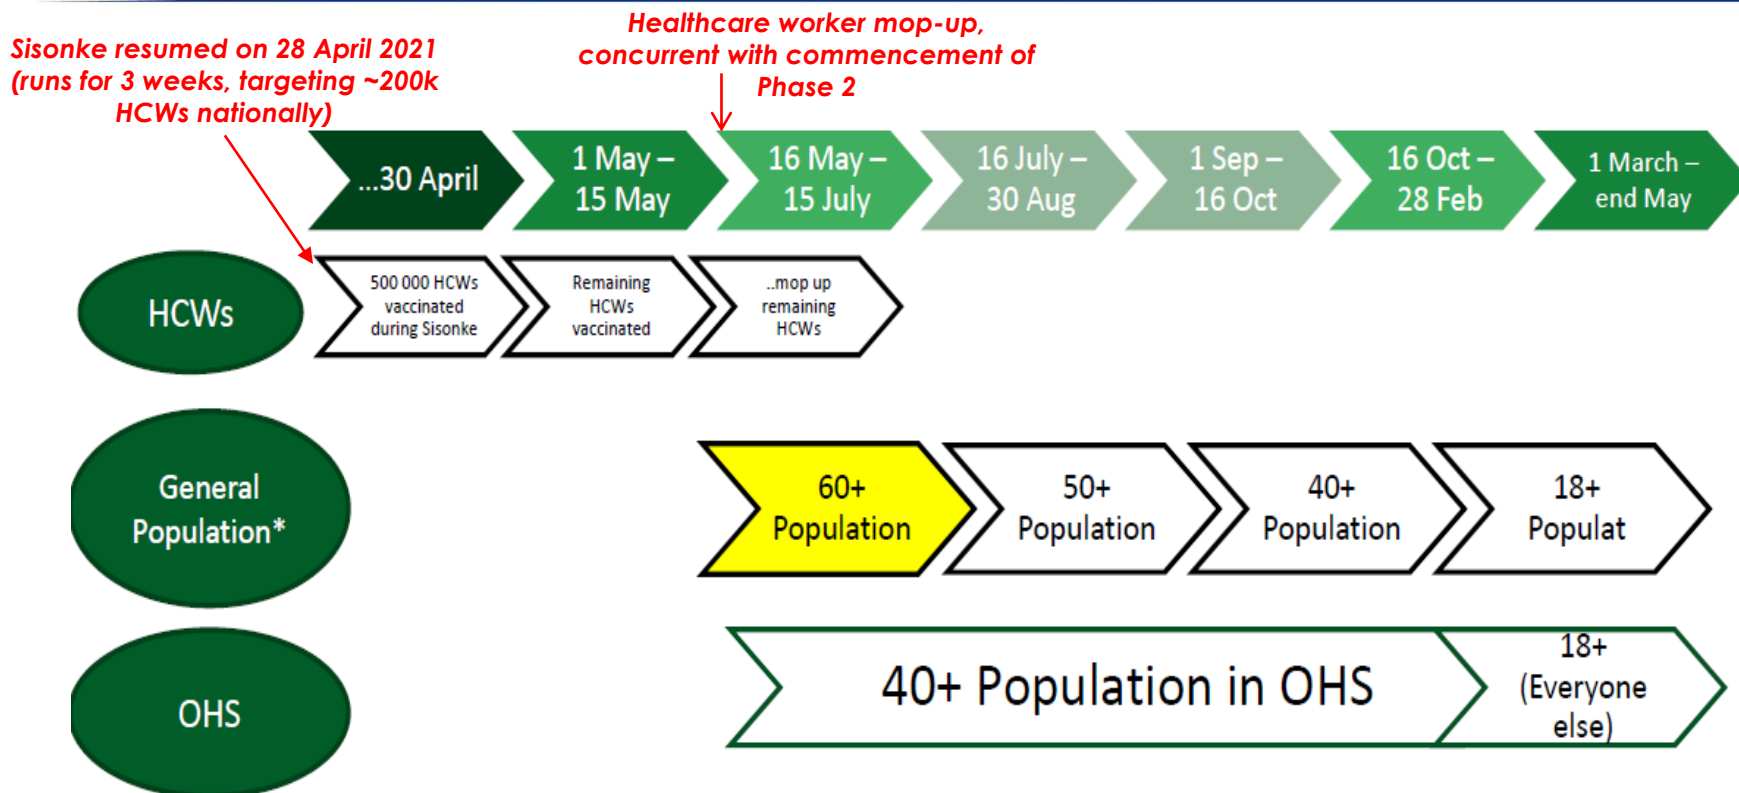 Sisonke resumed on 28 April 2021
(runs for 3 weeks, targeting ~200k
HCWs nationally)
Healthcare worker mop-up,
concurrent with commencement of
Phase 2
...30 April
1 May –
15 May
16 May –
15 July
16 July –
30 Aug
1 Sep –
16 Oct
16 Oct –
28 Feb
1 March –
end May
HCWs
500 000 HCWs
vaccinated
during Sisonke
Remaining
HCWs
vaccinated
..mop up
remaining
HCWs
General
Population*
60+
Population
50+
Population
40+
Population
18+
Populat
OHS
40+ Population in OHS
18+
(Everyone
else)